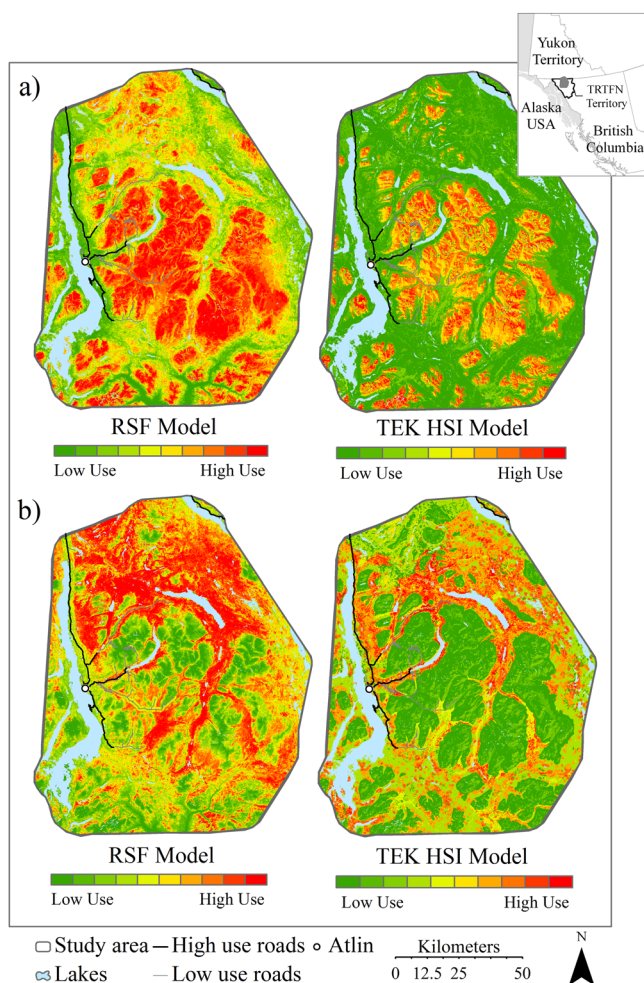 Yukon
Territory
TRTFN
Territory
Alaska
USA
British
Columbia
a)
RSF Model
TEK HSI Model
Low Use High Use
Low Use High Use
b)
RSF Model
TEK HSI Model
Low Use High Use
Low Use High Use
Study area High use roads Atlin
Lakes Low use roads
Kilometers
0 12.5 25 50
N